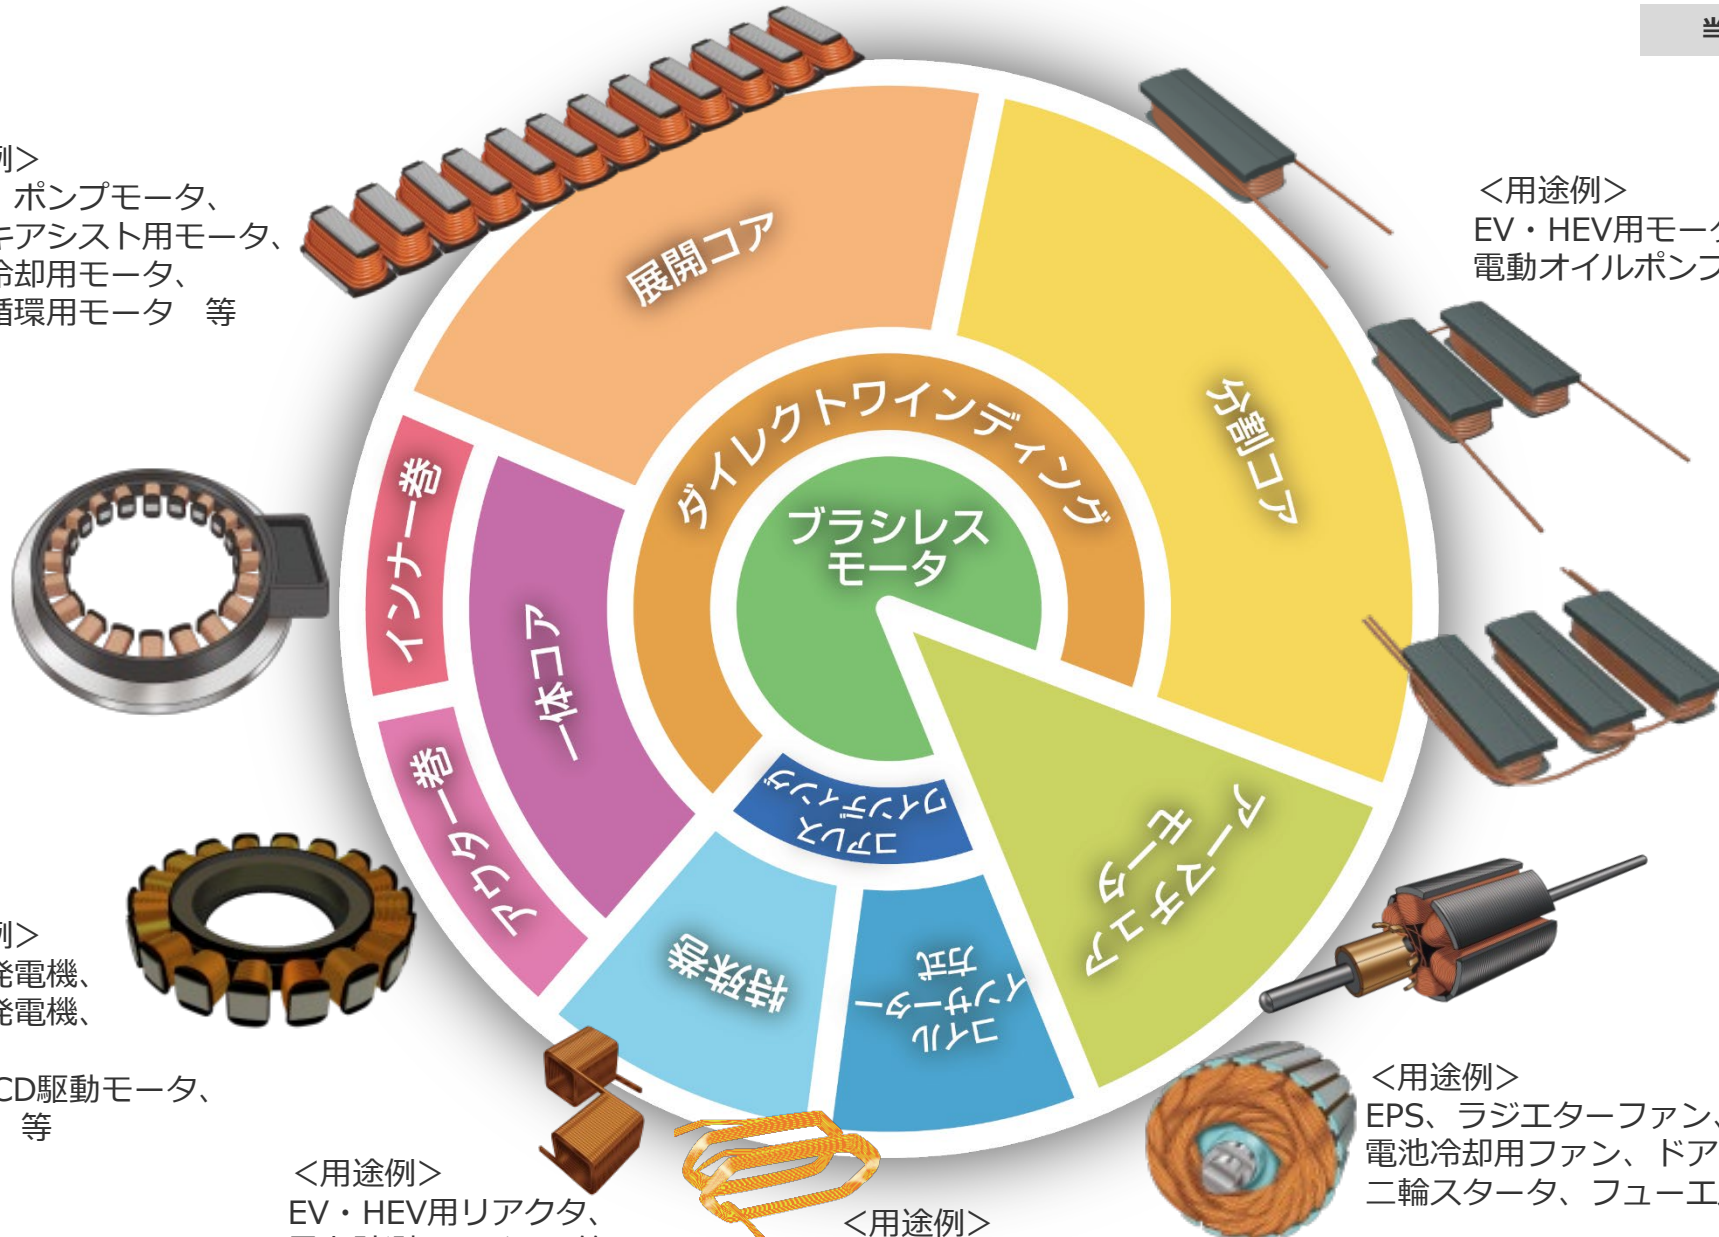 当
例＞
ポンプモータ、
キアシスト用モータ、
冷却用モータ、
循環用モータ　等
＜用途例＞
EV・HEV用モータ
電動オイルポンプ
展開コア
分割コア
ダイレクトワインディング
ブラシレス
モータ
インナー巻
一体コア
アウター巻
コアレス
ワインディング
特殊巻
コイル
インサーター
方式
アーマチュア
モータ
例＞
発電機、
発電機、
CD駆動モータ、
等
＜用途例＞
EV・HEV用リアクタ、
＜用途例＞
＜用途例＞
EPS、ラジエターファン、
電池冷却用ファン、ドア
二輪スタータ、フューエル